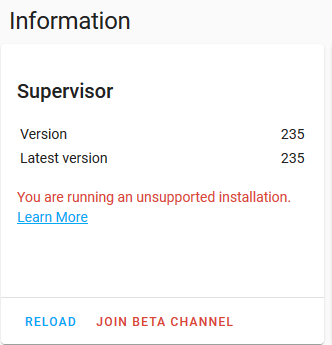 Information
Supervisor
Version 235
Latest version 235
You are running an unsupported installation.
Learn More
RELOAD JOIN BETA CHANNEL